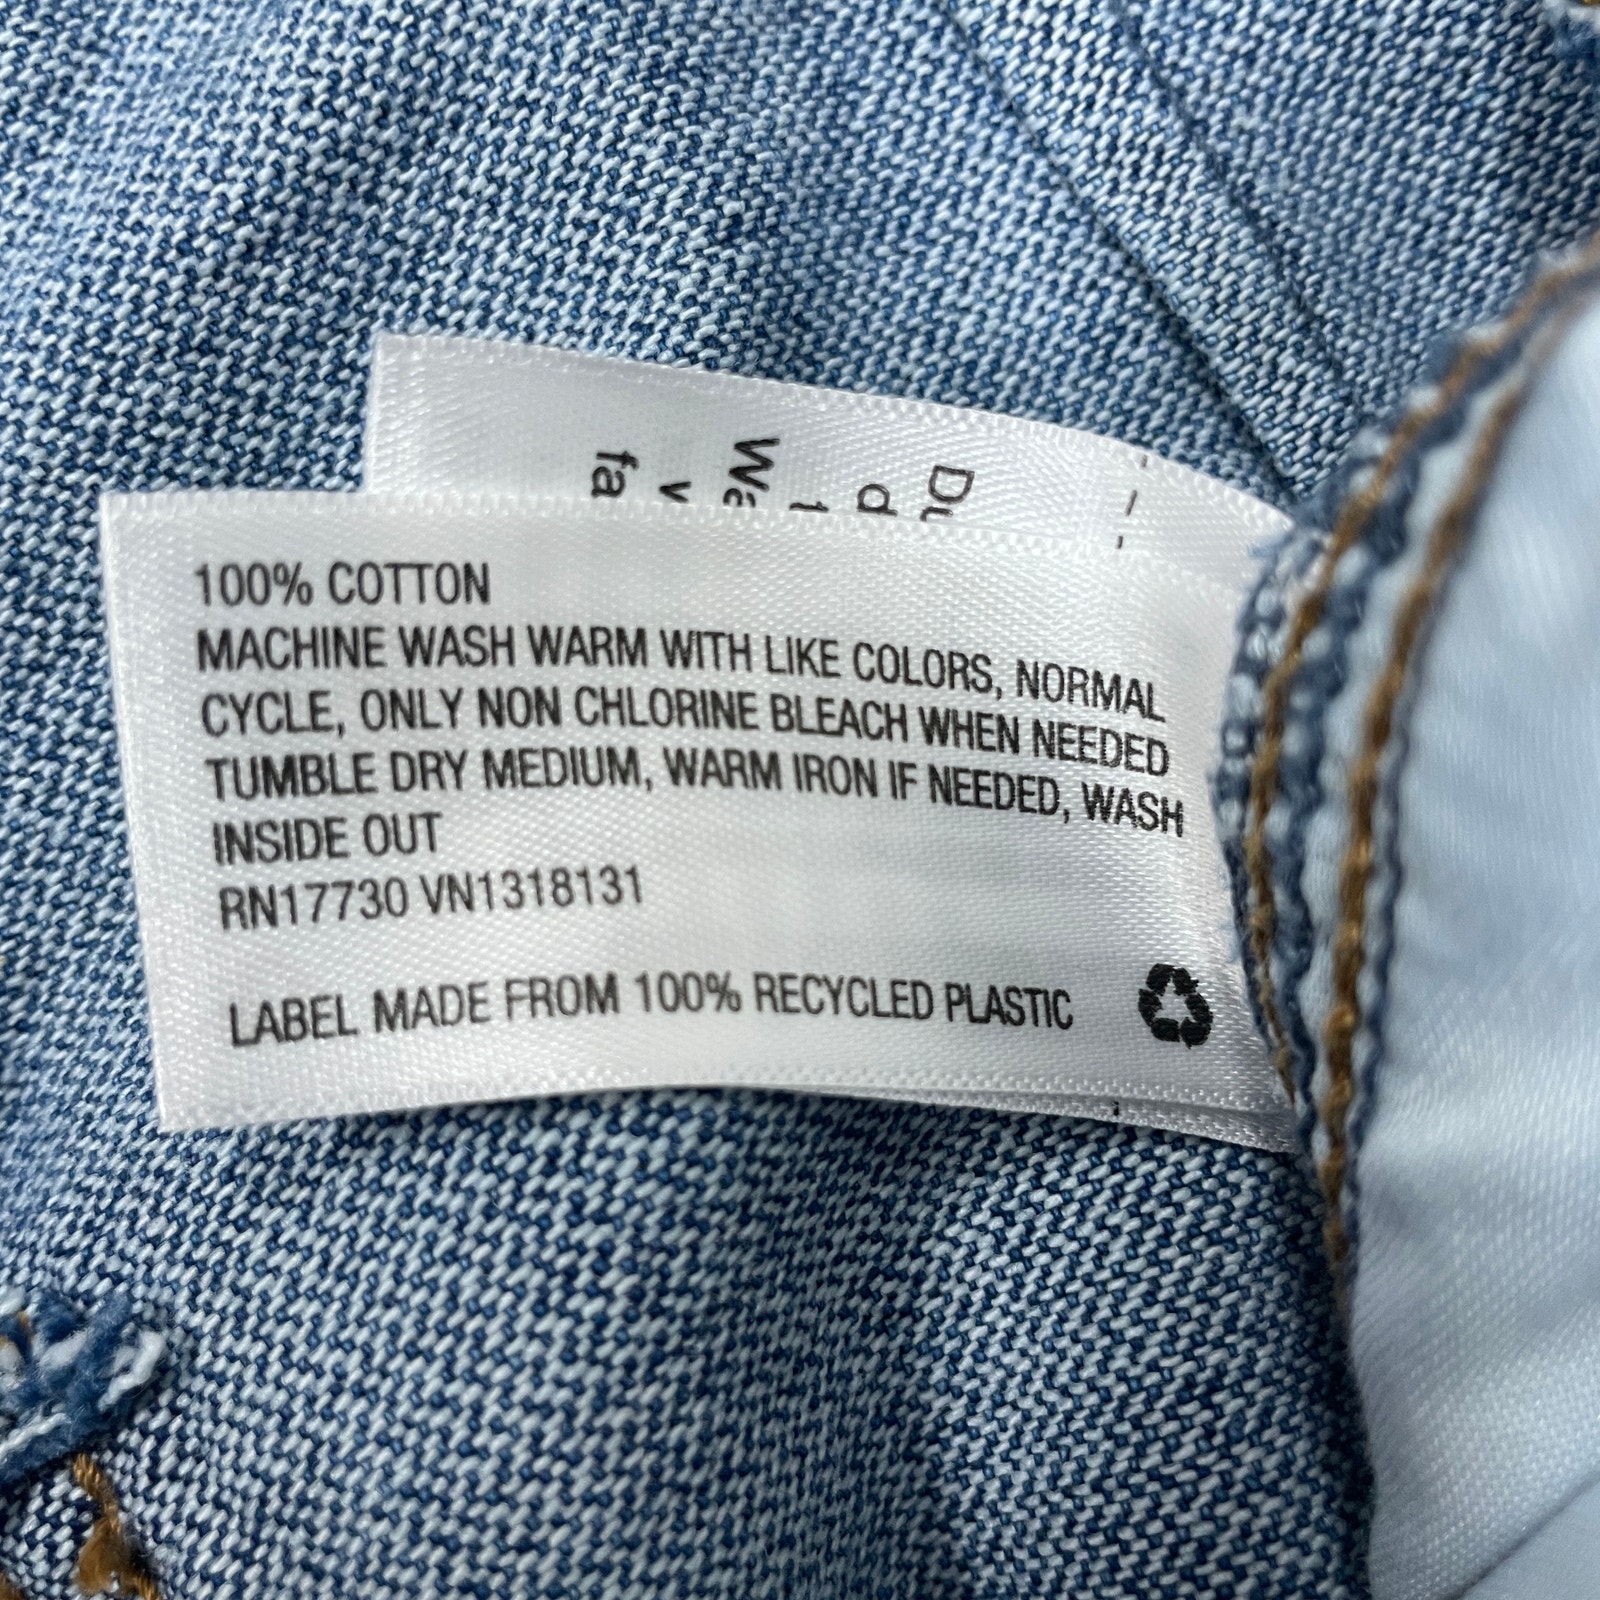 100% COTTON
MACHINE WASH WARM WITH LIKE COLORS, NORMAL
CYCLE, ONLY NON CHLORINE BLEACH WHEN NEEDED
TUMBLE DRY MEDIUM, WARM IRON IF NEEDED, WASH
INSIDE OUT
RN17730 VN1318131
LABEL MADE FROM 100% RECYCLED PLASTIC